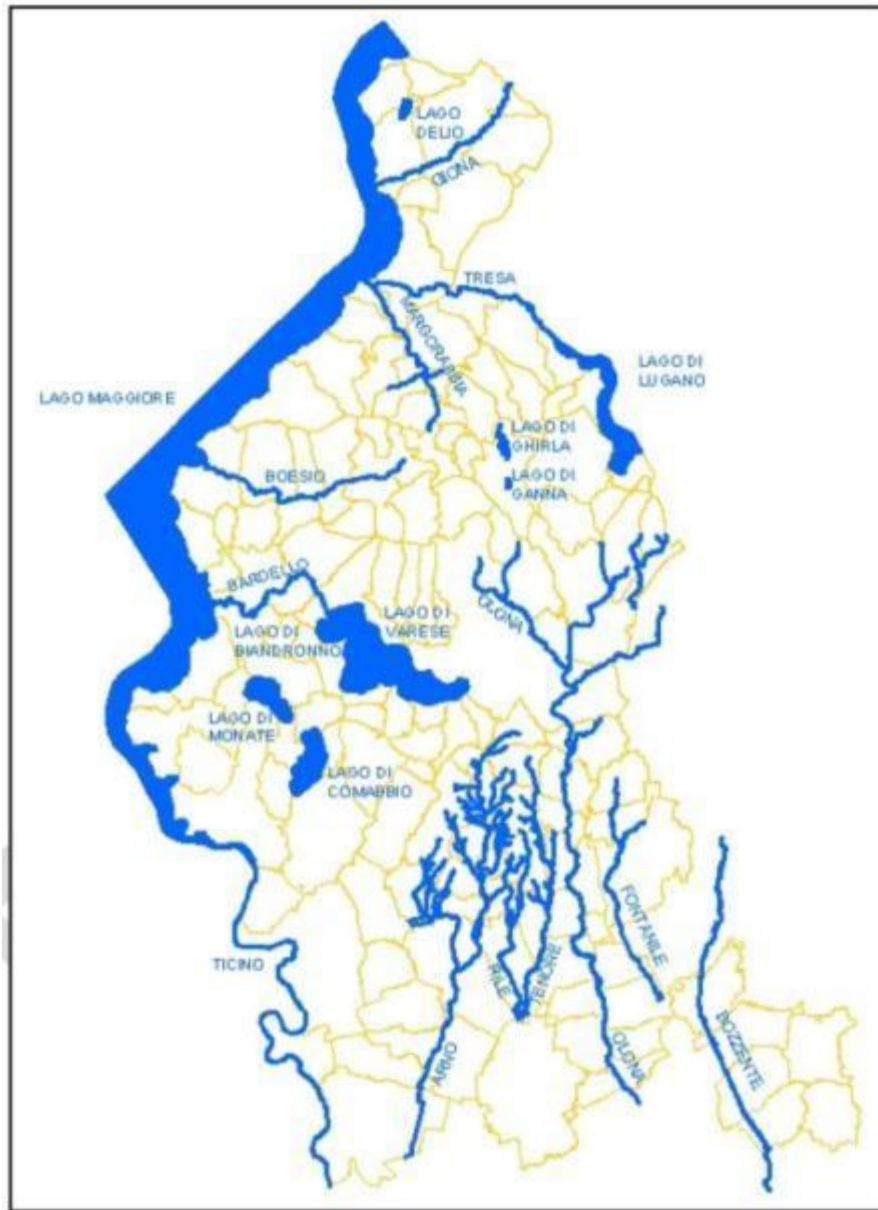 LAGO
DELIO
GIONA
TRESA
MARGORABBIA
LAGO DI
LUGANO
LAGO MAGGIORE
LAGO DI
GHIRLA
BOESIO
LAGO DI
GANNA
BARDELLO
OLONA
LAGO DI
VARESE
LAGO DI
BIANDRONNO
LAGO DI
MONATE
LAGO DI
COMABBIO
FONTANILE
TICINO
RILE
TENORE
BOZZENTE
ARNO
OLONA